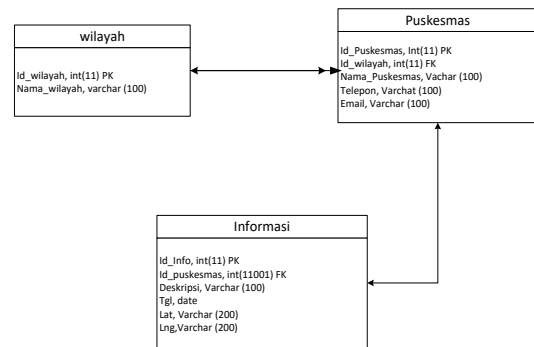 wilayah
Id_wilayah, int(11) PK
Nama_wilayah, varchar (100)
Puskesmas
Id_Puskesmas, Int(11) PK
Id_wilayah, int(11) FK
Nama_Puskesmas, Vachar (100)
Telepon, Varchat (100)
Email, Varchar (100)
Informasi
Id_Info, int(11) PK
Id_puskesmas, int(11001) FK
Deskripsi, Varchar (100)
Tgl, date
Lat, Varchar (200)
Lng,Varchar (200)